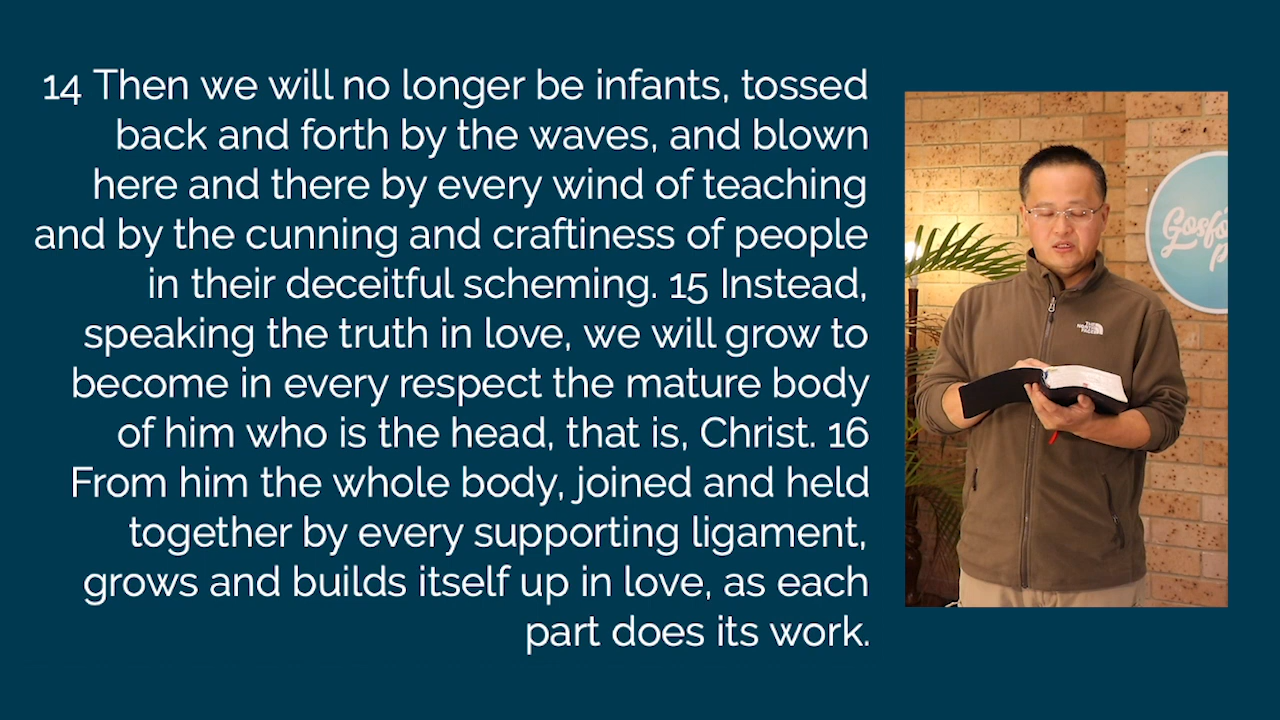 14 Then we will no longer be infants, tossed
back and forth by the waves, and blown
here and there by every wind of teaching
and by the cunning and craftiness of people
in their deceitful scheming. 15 Instead,
speaking the truth in love, we will grow to
become in every respect the mature body
of him who is the head, that is, Christ. 16
From him the whole body, joined and held
together by every supporting ligament,
grows and builds itself up in love, as each
part does its work.
THE
NORTH
FACE